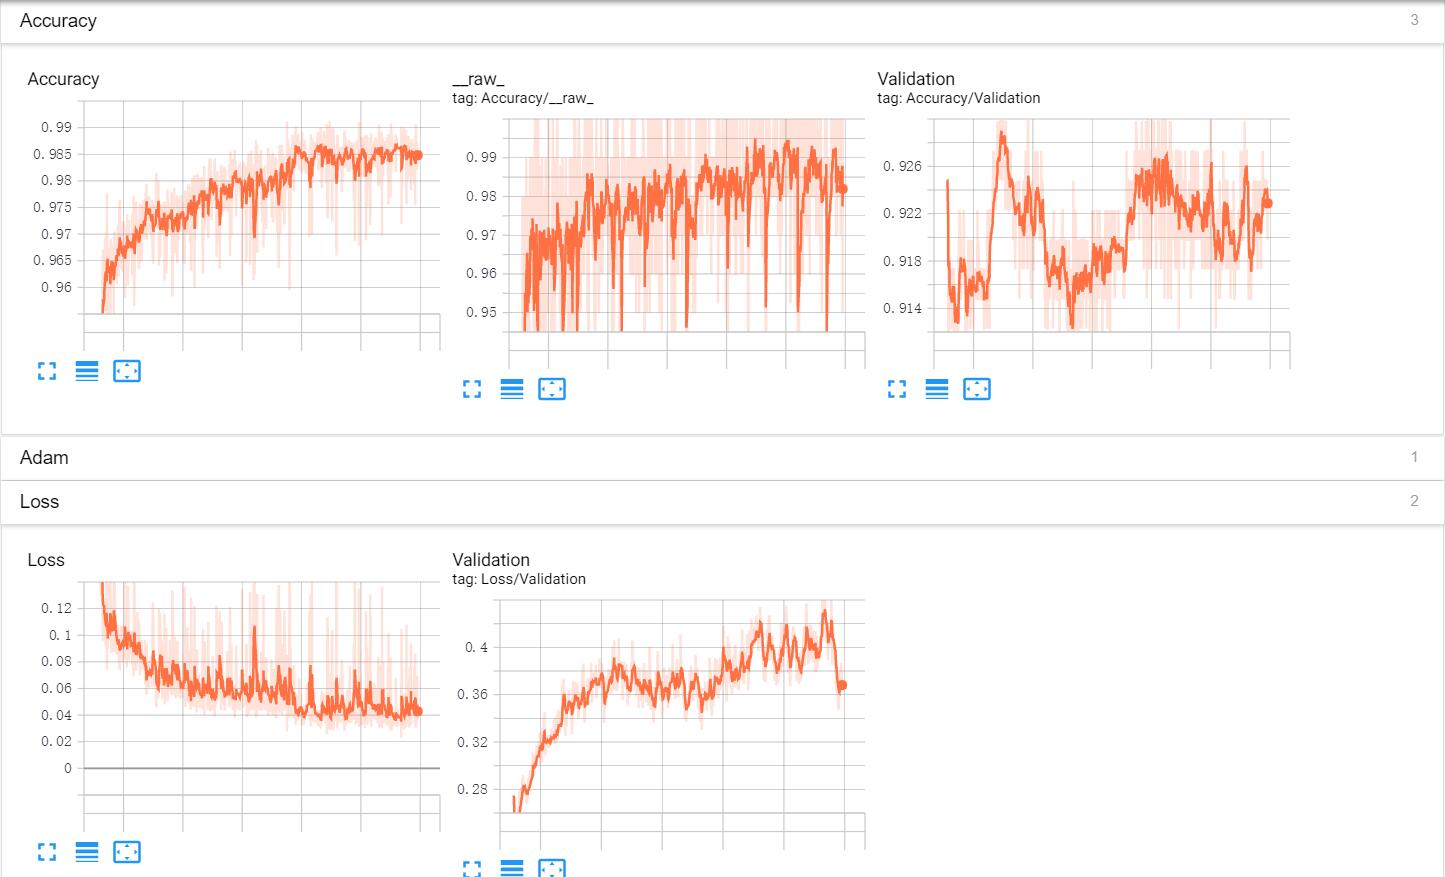 Accuracy
3
Accuracy
0.99
0.985
0.98
0.975
0.97
0.965
0.96
__raw_
tag: Accuracy/__raw_
0.99
0.98
0.97
0.96
0.95
Validation
tag: Accuracy/Validation
0.926
0.922
0.918
0.914
Adam
1
Loss
2
Loss
0.12
0.1
0.08
0.06
0.04
0.02
0
Validation
tag: Loss/Validation
0.4
0.36
0.32
0.28